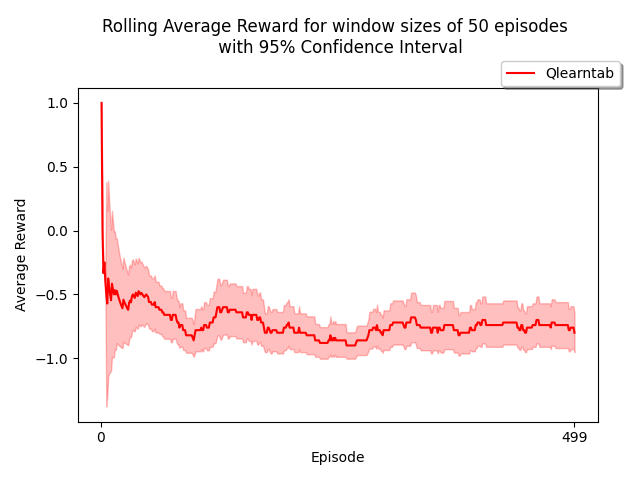 Rolling Average Reward for window sizes of 50 episodes
with 95% Confidence Interval
Qlearntab
1.0
0.5
0.0
−0.5
−1.0
Average Reward
0
499
Episode